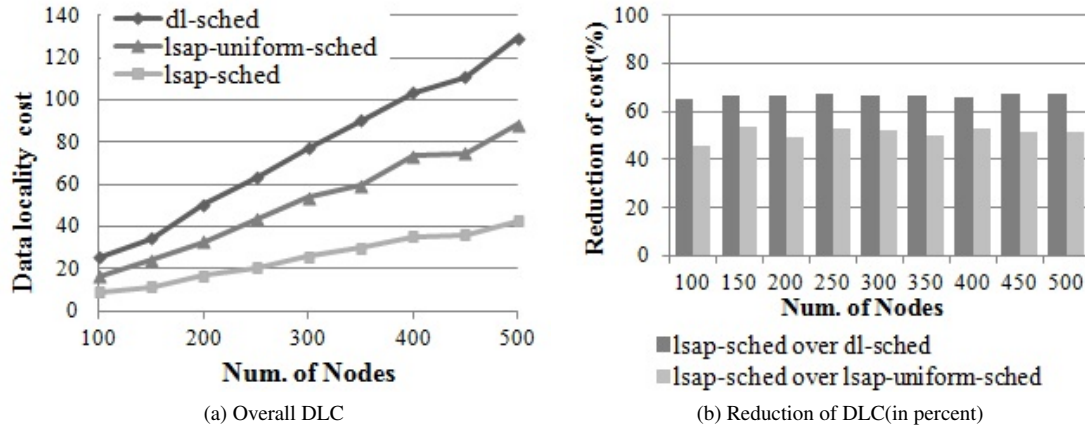 140
120
100
80
60
40
20
0
Data locality cost
dl-sched
lsap-uniform-sched
lsap-sched
100 200 300 400 500
Num. of Nodes
(a) Overall DLC
100
80
60
40
20
0
Reduction of cost(%)
100 150 200 250 300 350 400 450 500
Num. of Nodes
lsap-sched over dl-sched
lsap-sched over lsap-uniform-sched
(b) Reduction of DLC(in percent)